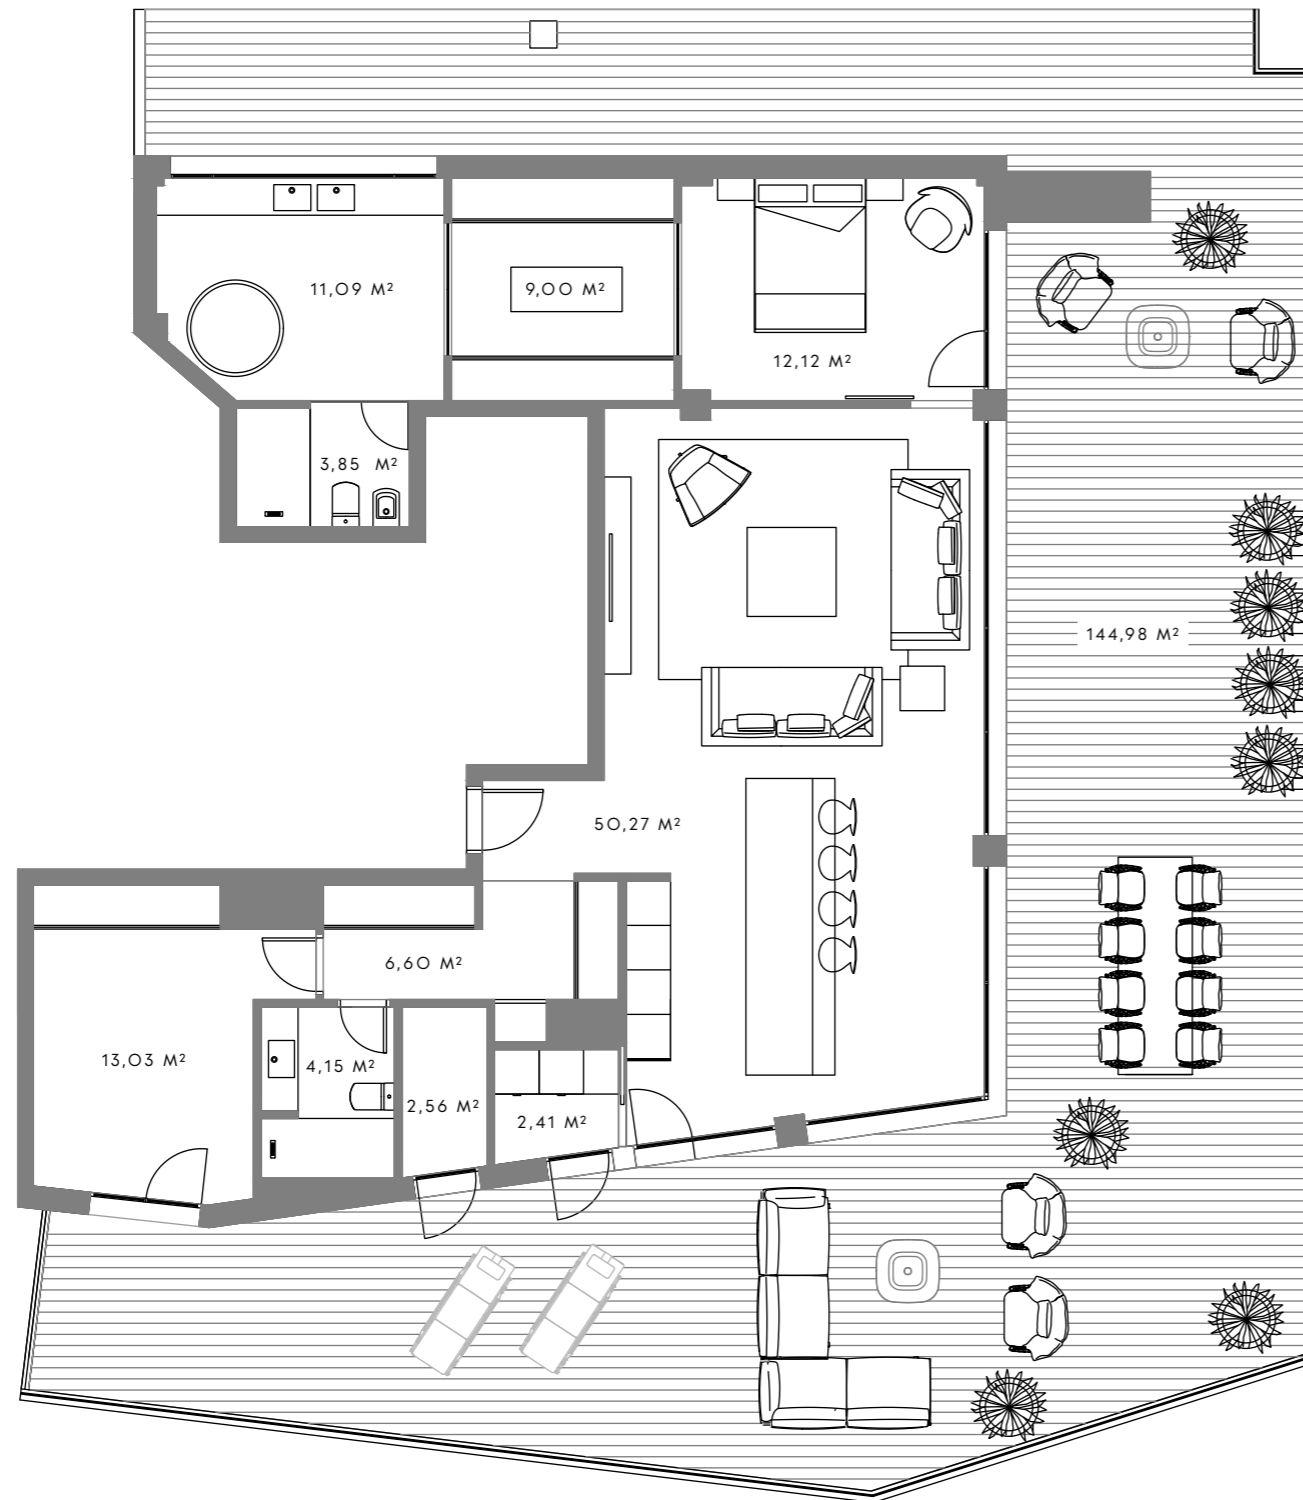 11,09 M²
9,00 M²
12,12 M²
3,85 M²
144,98 M²
50,27 M²
6,60 M²
13,03 M²
4,15 M²
2,56 M²
2,41 M²